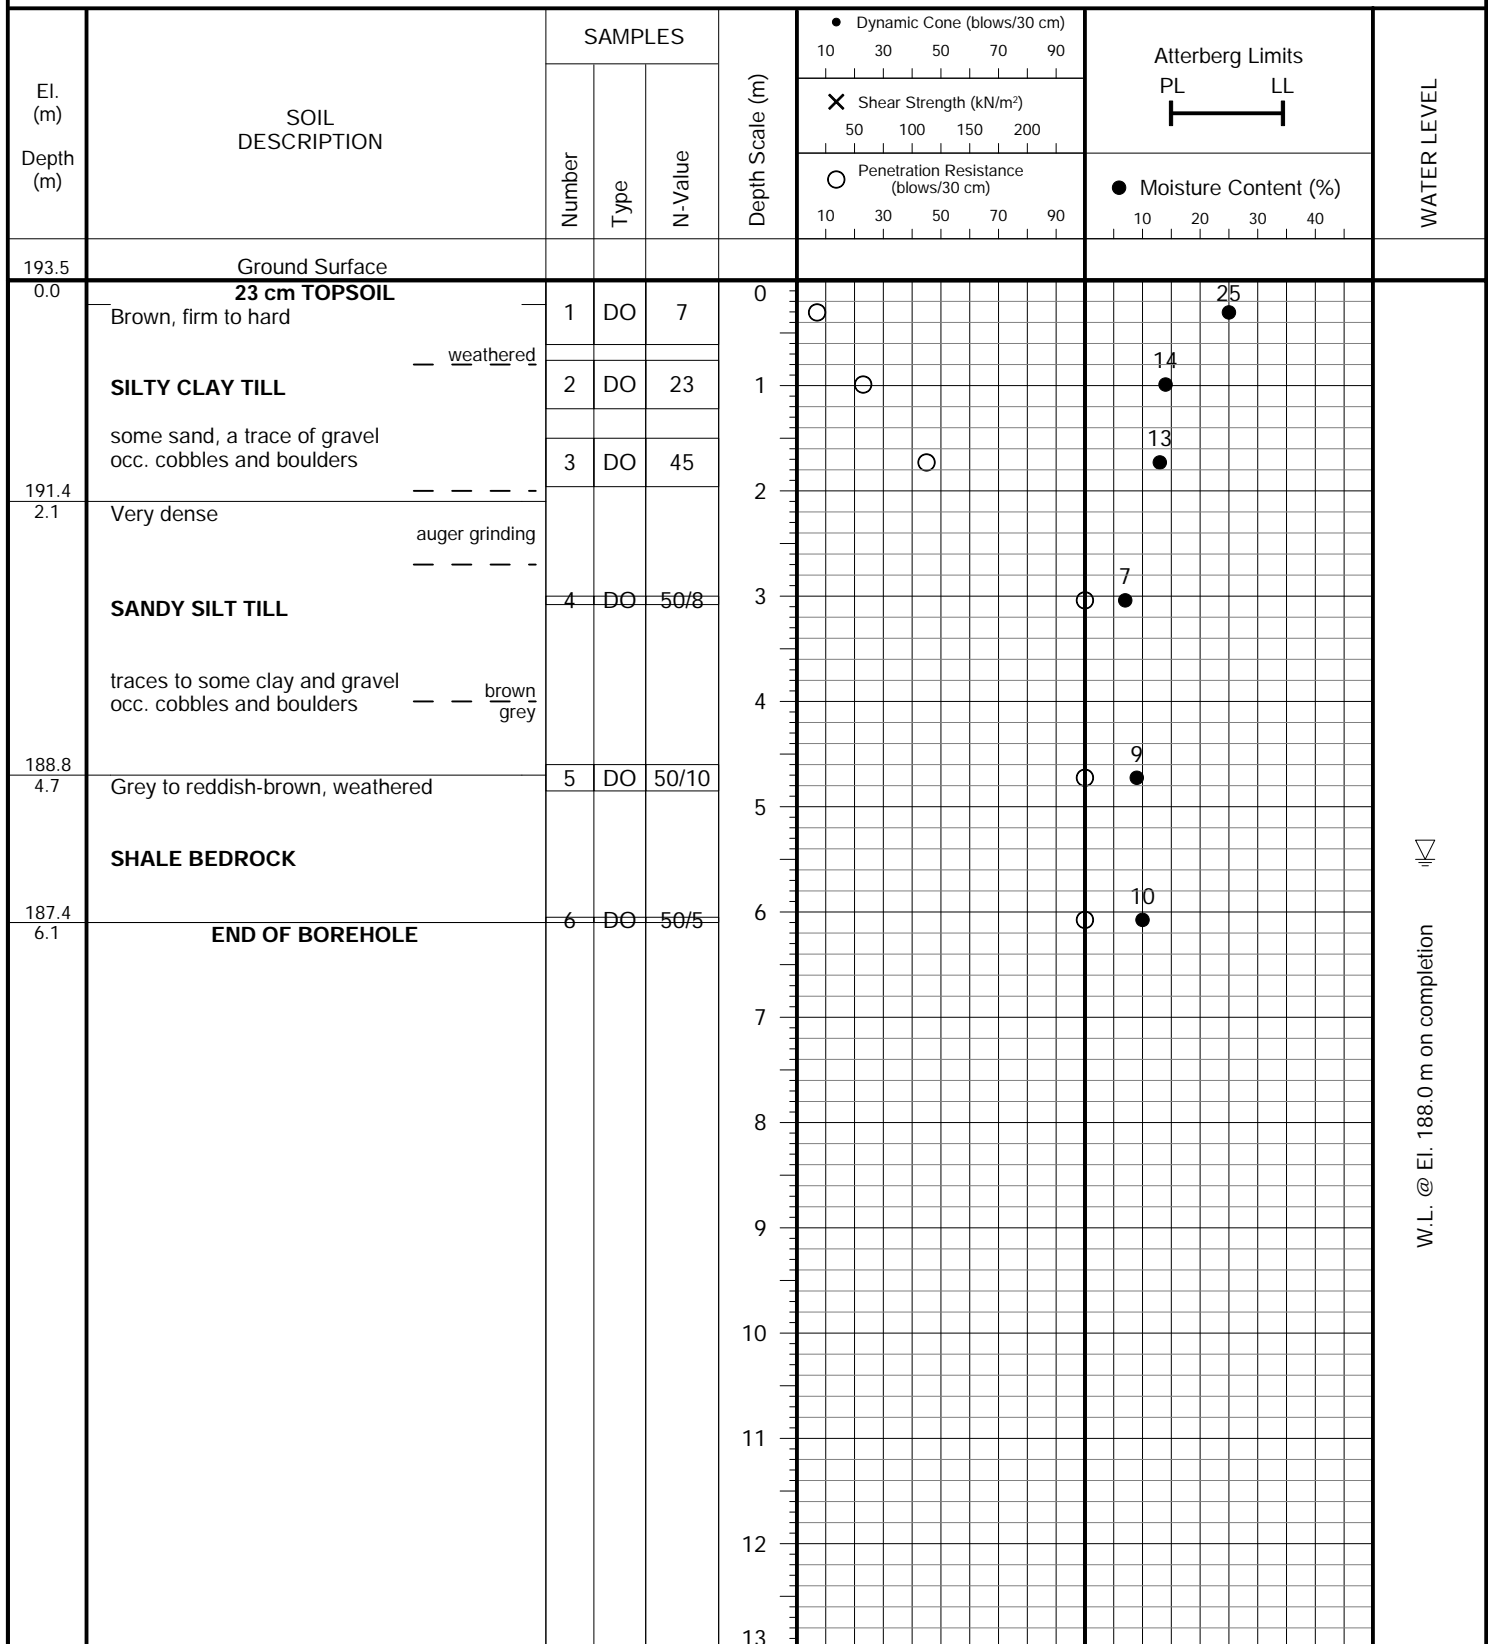 El.
(m)
Depth
(m)
SOIL
DESCRIPTION
SAMPLES
Number
Type
N-Value
Depth Scale (m)
● Dynamic Cone (blows/30 cm)
10 30 50 70 90
✕ Shear Strength (kN/m²)
50 100 150 200
○ Penetration Resistance
(blows/30 cm)
10 30 50 70 90
Atterberg Limits
PL LL
● Moisture Content (%)
10 20 30 40
WATER LEVEL
193.5 Ground Surface
0.0 23 cm TOPSOIL 0 25
Brown, firm to hard 1 DO 7
weathered 14
SILTY CLAY TILL 2 DO 23 1
some sand, a trace of gravel 13
occ. cobbles and boulders 3 DO 45
191.4 2
2.1 Very dense
auger grinding
7
SANDY SILT TILL 4 DO 50/8 3
traces to some clay and gravel brown
occ. cobbles and boulders grey 4
188.8 9
4.7 Grey to reddish-brown, weathered 5 DO 50/10
5
SHALE BEDROCK
10
187.4 6 DO 50/5 6
6.1 END OF BOREHOLE
7
8
9
10
11
12
13
W.L. @ El. 188.0 m on completion